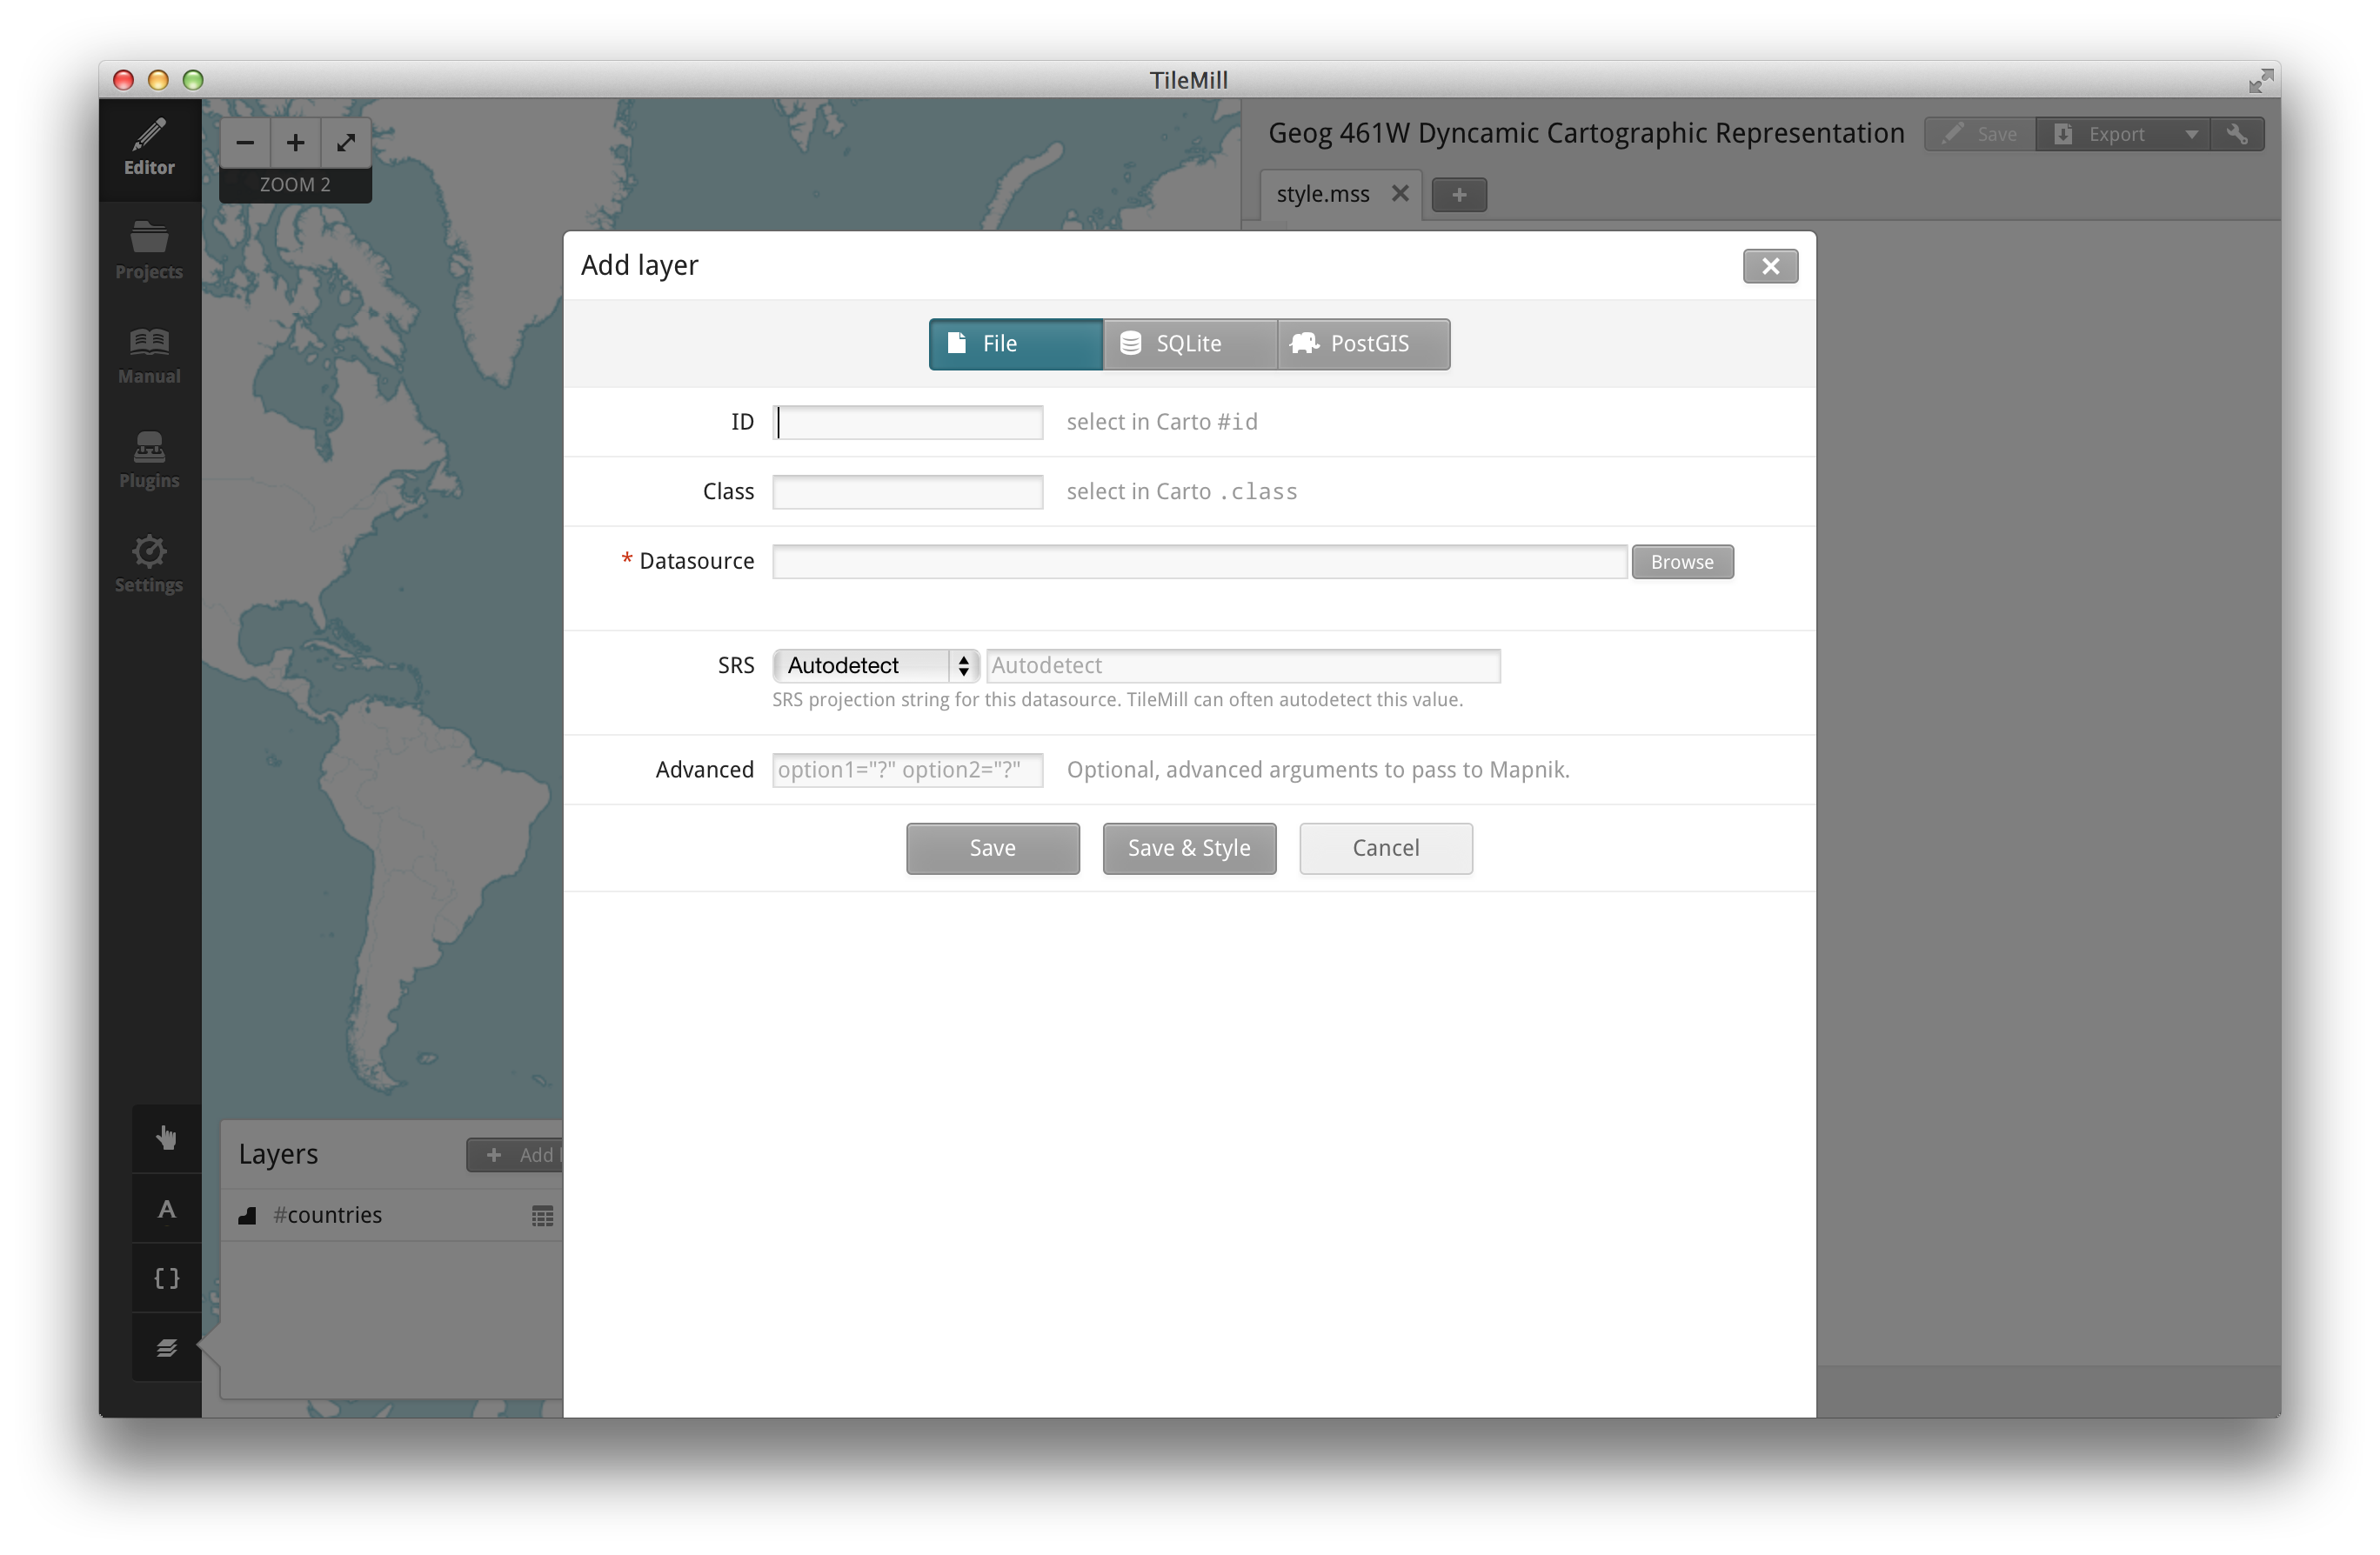 TileMill
Editor
Projects
Manual
Plugins
Settings
ZOOM 2
Geog 461W Dyncamic Cartographic Representation
Save
Export
style.mss
Add layer
File
SQLite
PostGIS
ID
select in Carto #id
Class
select in Carto .class
* Datasource
Browse
SRS
Autodetect
Autodetect
SRS projection string for this datasource. TileMill can often autodetect this value.
Advanced
option1="?" option2="?"
Optional, advanced arguments to pass to Mapnik.
Save
Save & Style
Cancel
A
{ }
Layers
+ Add
#countries